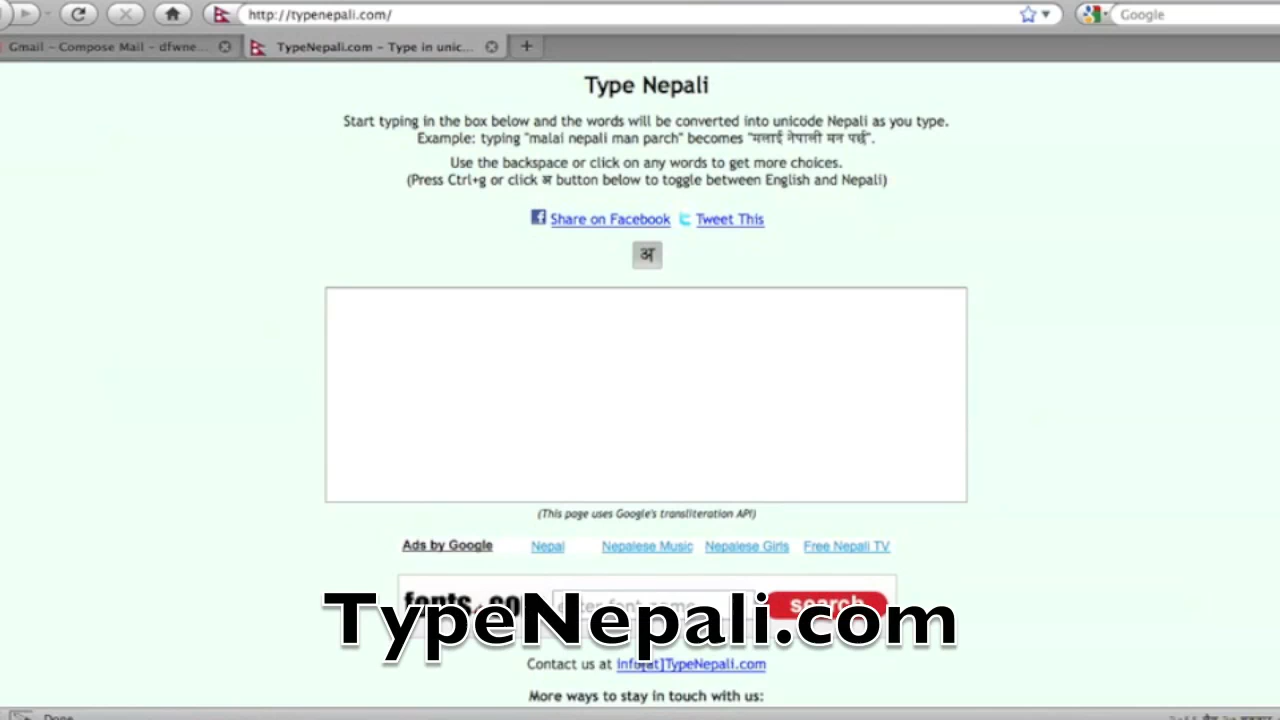 http://typenepali.com/
Google
Gmail – Compose Mail – dfwne...
TypeNepali.com – Type in unic...
Type Nepali
Start typing in the box below and the words will be converted into unicode Nepali as you type.
Example: typing "malai nepali man parch" becomes "मलाई नेपाली मन पर्छ".
Use the backspace or click on any words to get more choices.
(Press Ctrl+g or click अ button below to toggle between English and Nepali)
Share on Facebook Tweet This
अ
(This page uses Google's transliteration API)
Ads by Google Nepal Nepalese Music Nepalese Girls Free Nepali TV
search
TypeNepali.com
Contact us at info[at]TypeNepali.com
More ways to stay in touch with us:
Done